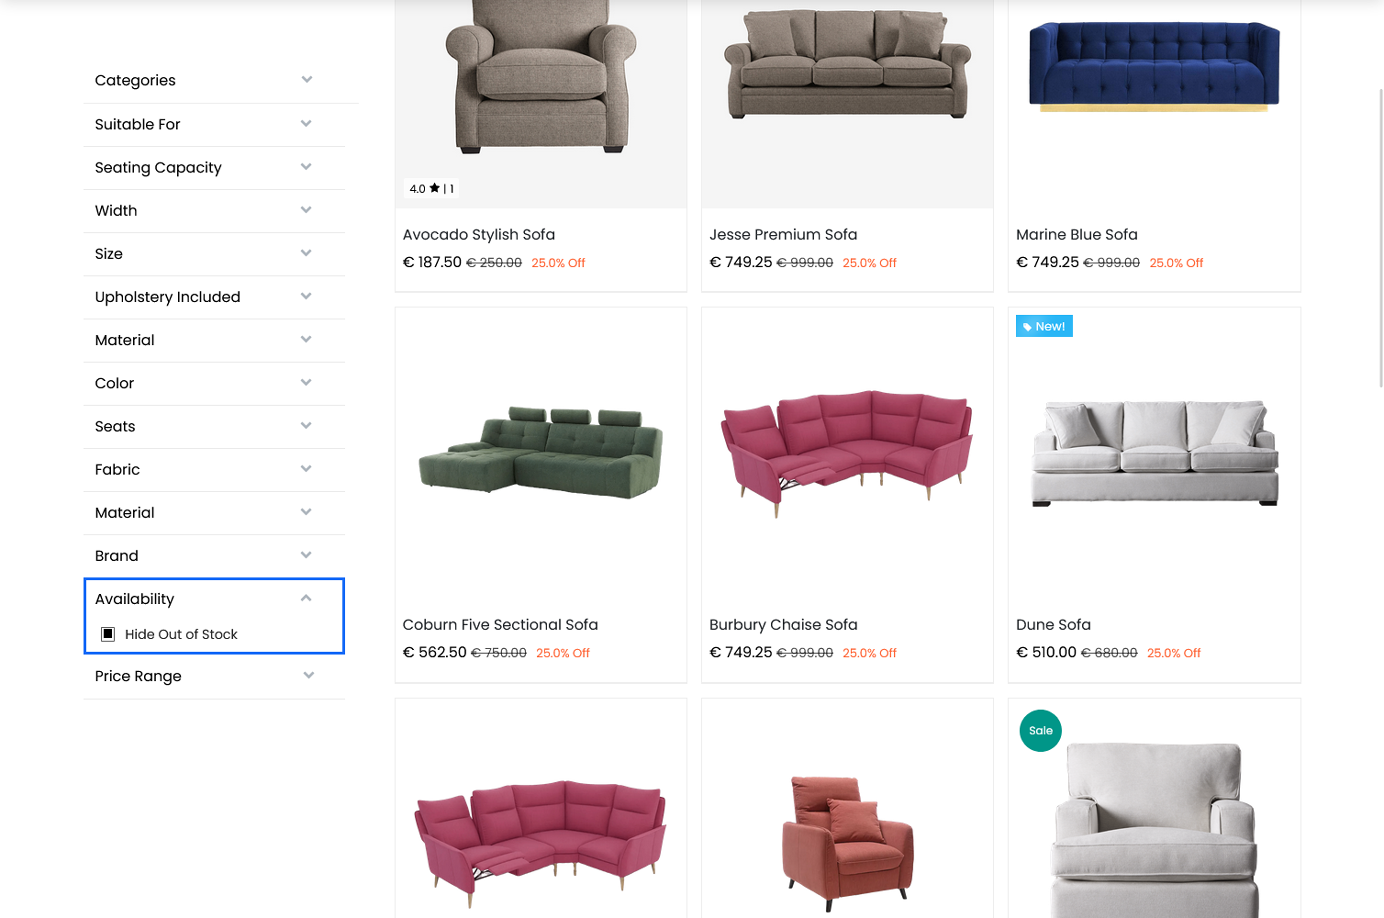 Categories
Suitable For
Seating Capacity
Width
Size
Upholstery Included
Material
Color
Seats
Fabric
Material
Brand
Availability
Hide Out of Stock
Price Range
4.0 ★ | 1
Avocado Stylish Sofa
€ 187.50 € 250.00 25.0% Off
Jesse Premium Sofa
€ 749.25 € 999.00 25.0% Off
Marine Blue Sofa
€ 749.25 € 999.00 25.0% Off
Coburn Five Sectional Sofa
€ 562.50 € 750.00 25.0% Off
Burbury Chaise Sofa
€ 749.25 € 999.00 25.0% Off
New!
Dune Sofa
€ 510.00 € 680.00 25.0% Off
Sale